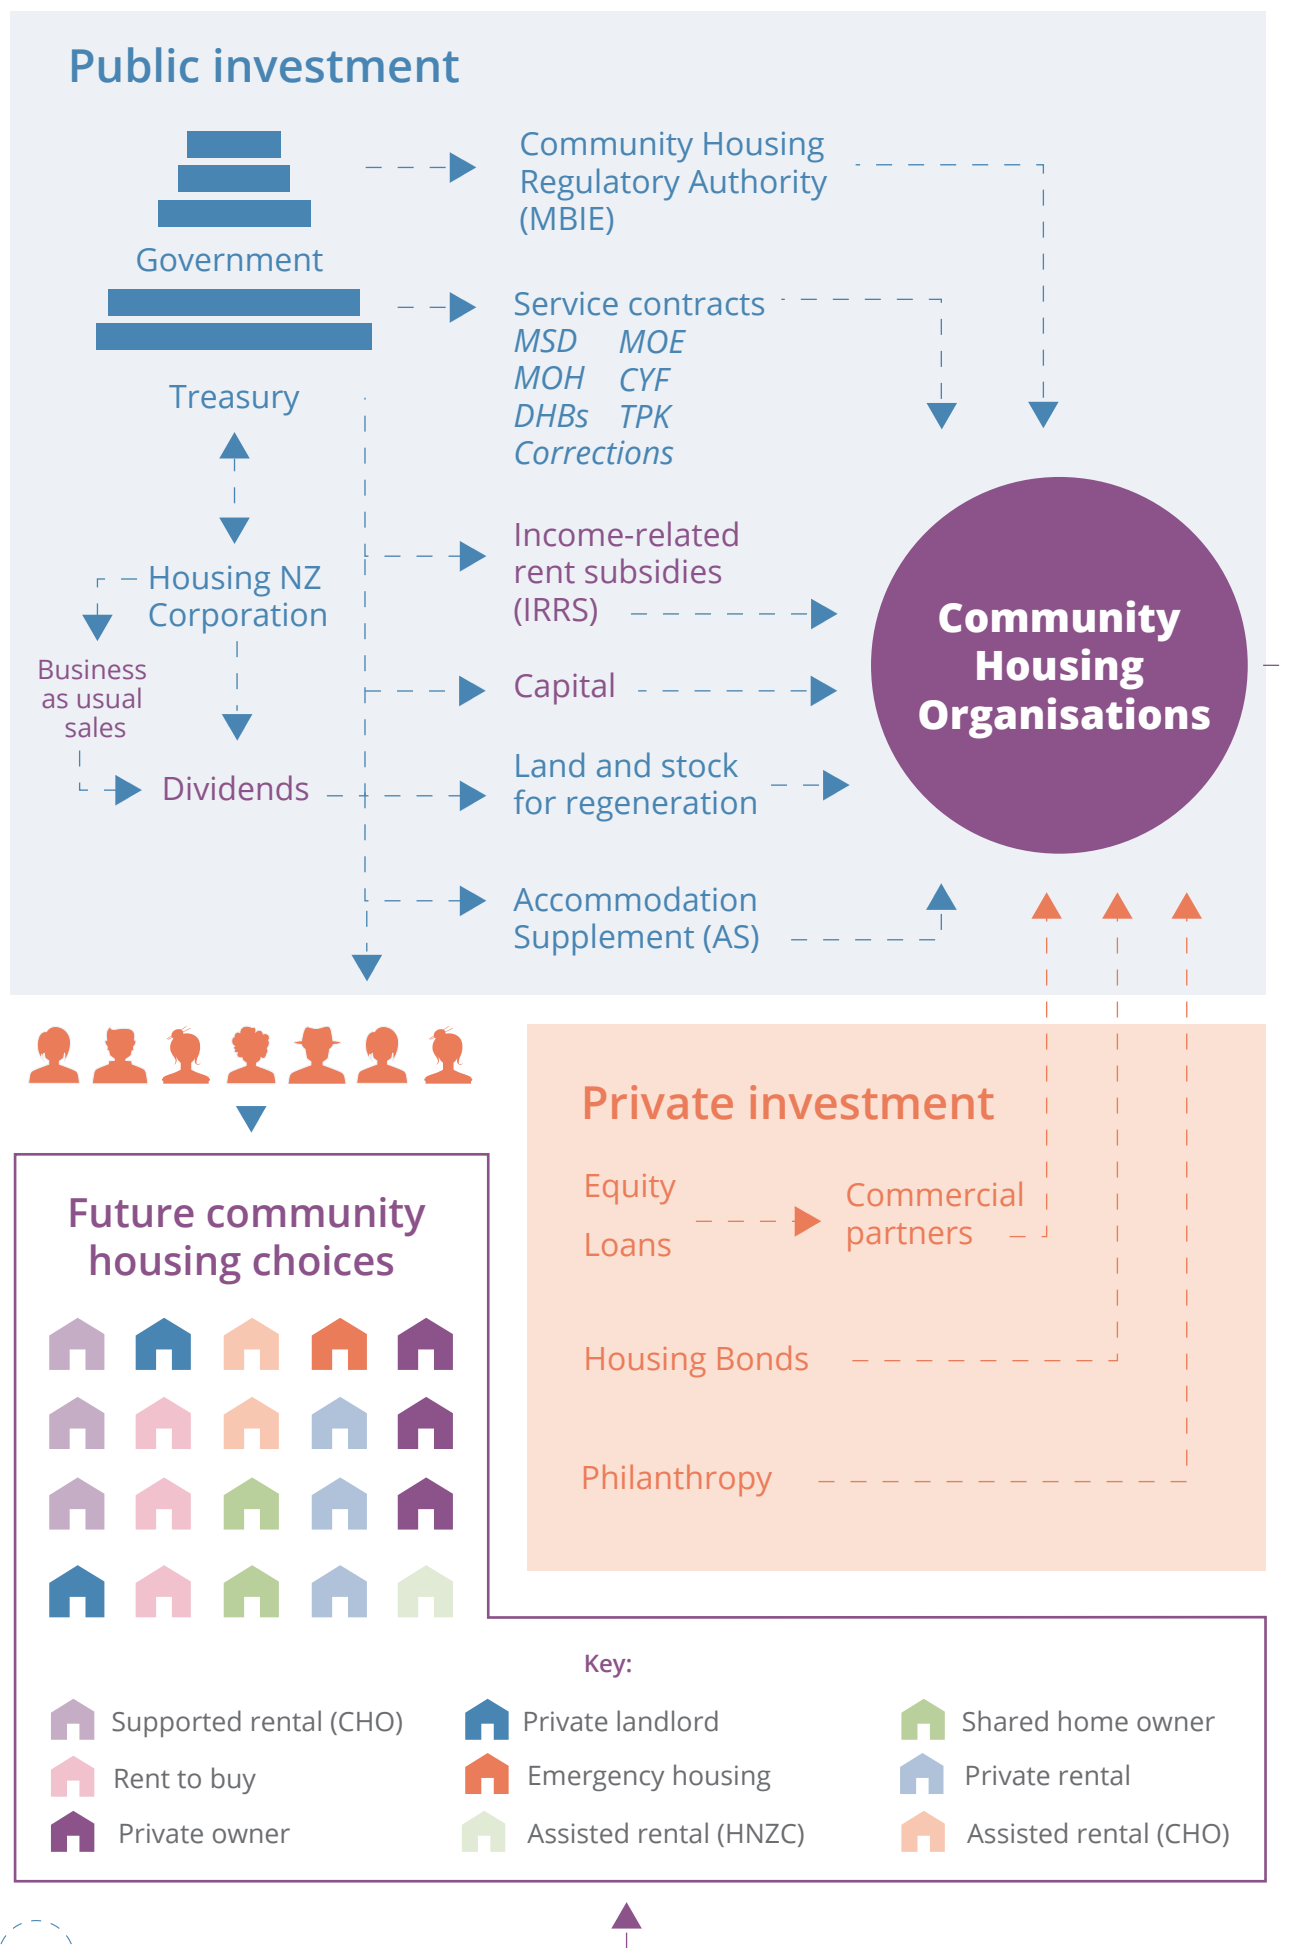 Public investment
Government
Treasury
Housing NZ
Corporation
Business
as usual
sales
Dividends
Community Housing
Regulatory Authority
(MBIE)
Service contracts
MSD MOE
MOH CYF
DHBs TPK
Corrections
Income-related
rent subsidies
(IRRS)
Capital
Land and stock
for regeneration
Accommodation
Supplement (AS)
Community
Housing
Organisations
Private investment
Equity
Loans
Commercial
partners
Housing Bonds
Philanthropy
Future community
housing choices
Key:
Supported rental (CHO)
Private landlord
Shared home owner
Rent to buy
Emergency housing
Private rental
Private owner
Assisted rental (HNZC)
Assisted rental (CHO)